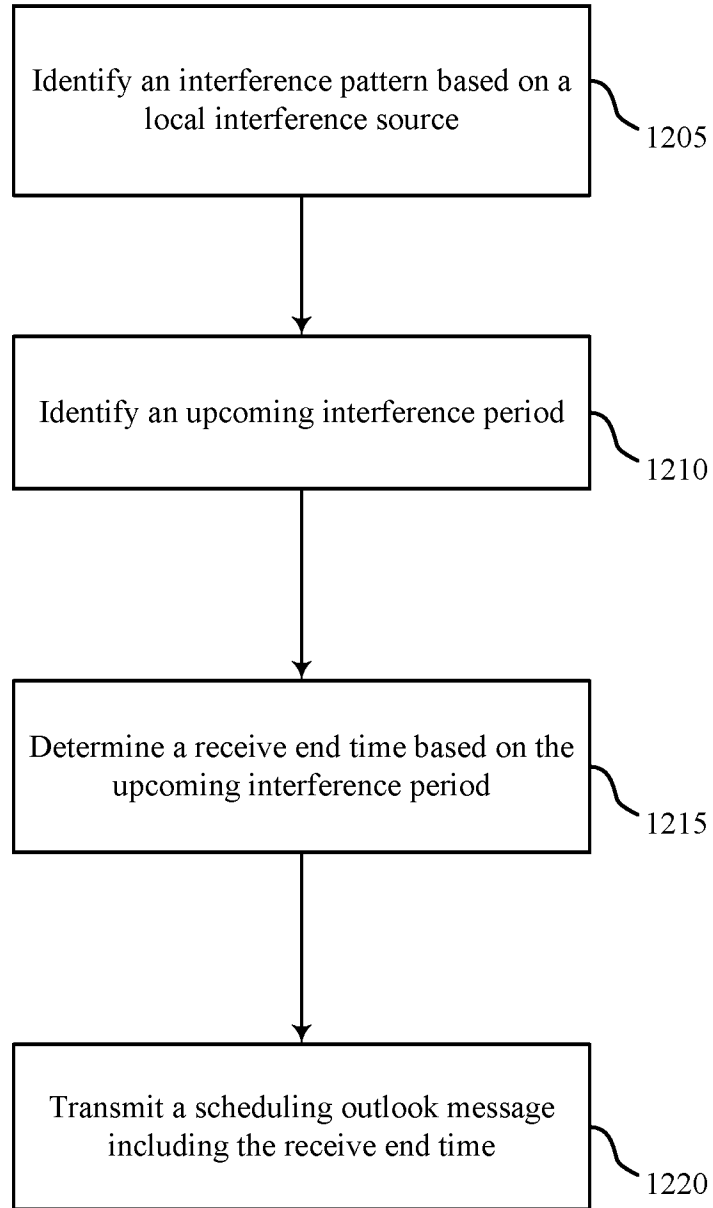 Identify an interference pattern based on a
local interference source
1205
Identify an upcoming interference period
1210
Determine a receive end time based on the
upcoming interference period
1215
Transmit a scheduling outlook message
including the receive end time
1220